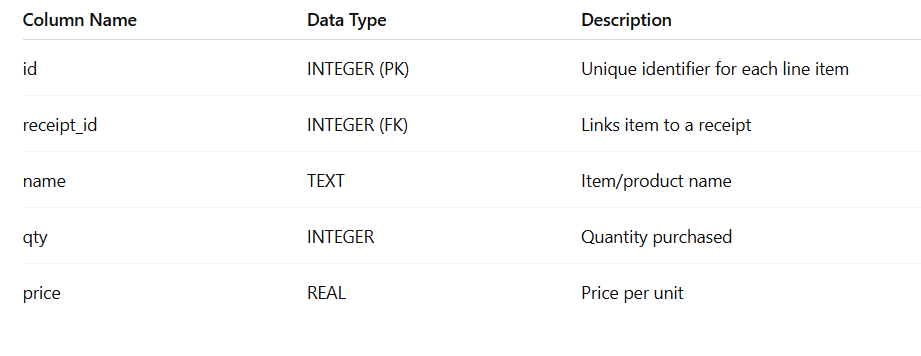 Column Name Data Type Description
id INTEGER (PK) Unique identifier for each line item
receipt_id INTEGER (FK) Links item to a receipt
name TEXT Item/product name
qty INTEGER Quantity purchased
price REAL Price per unit